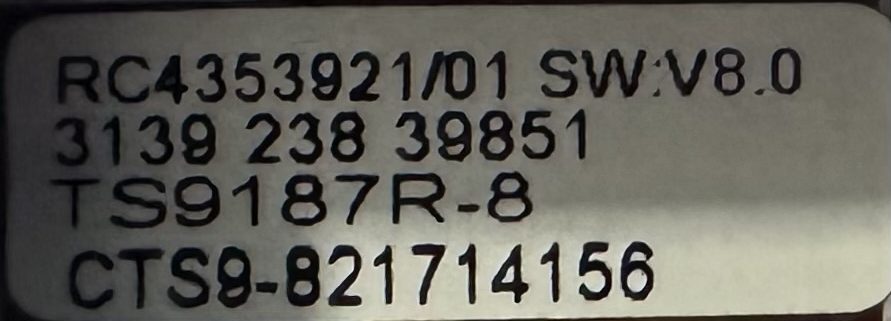 RC4353921/01 SW:V8.0
3139 238 39851
TS9187R-8
CTS9-821714156